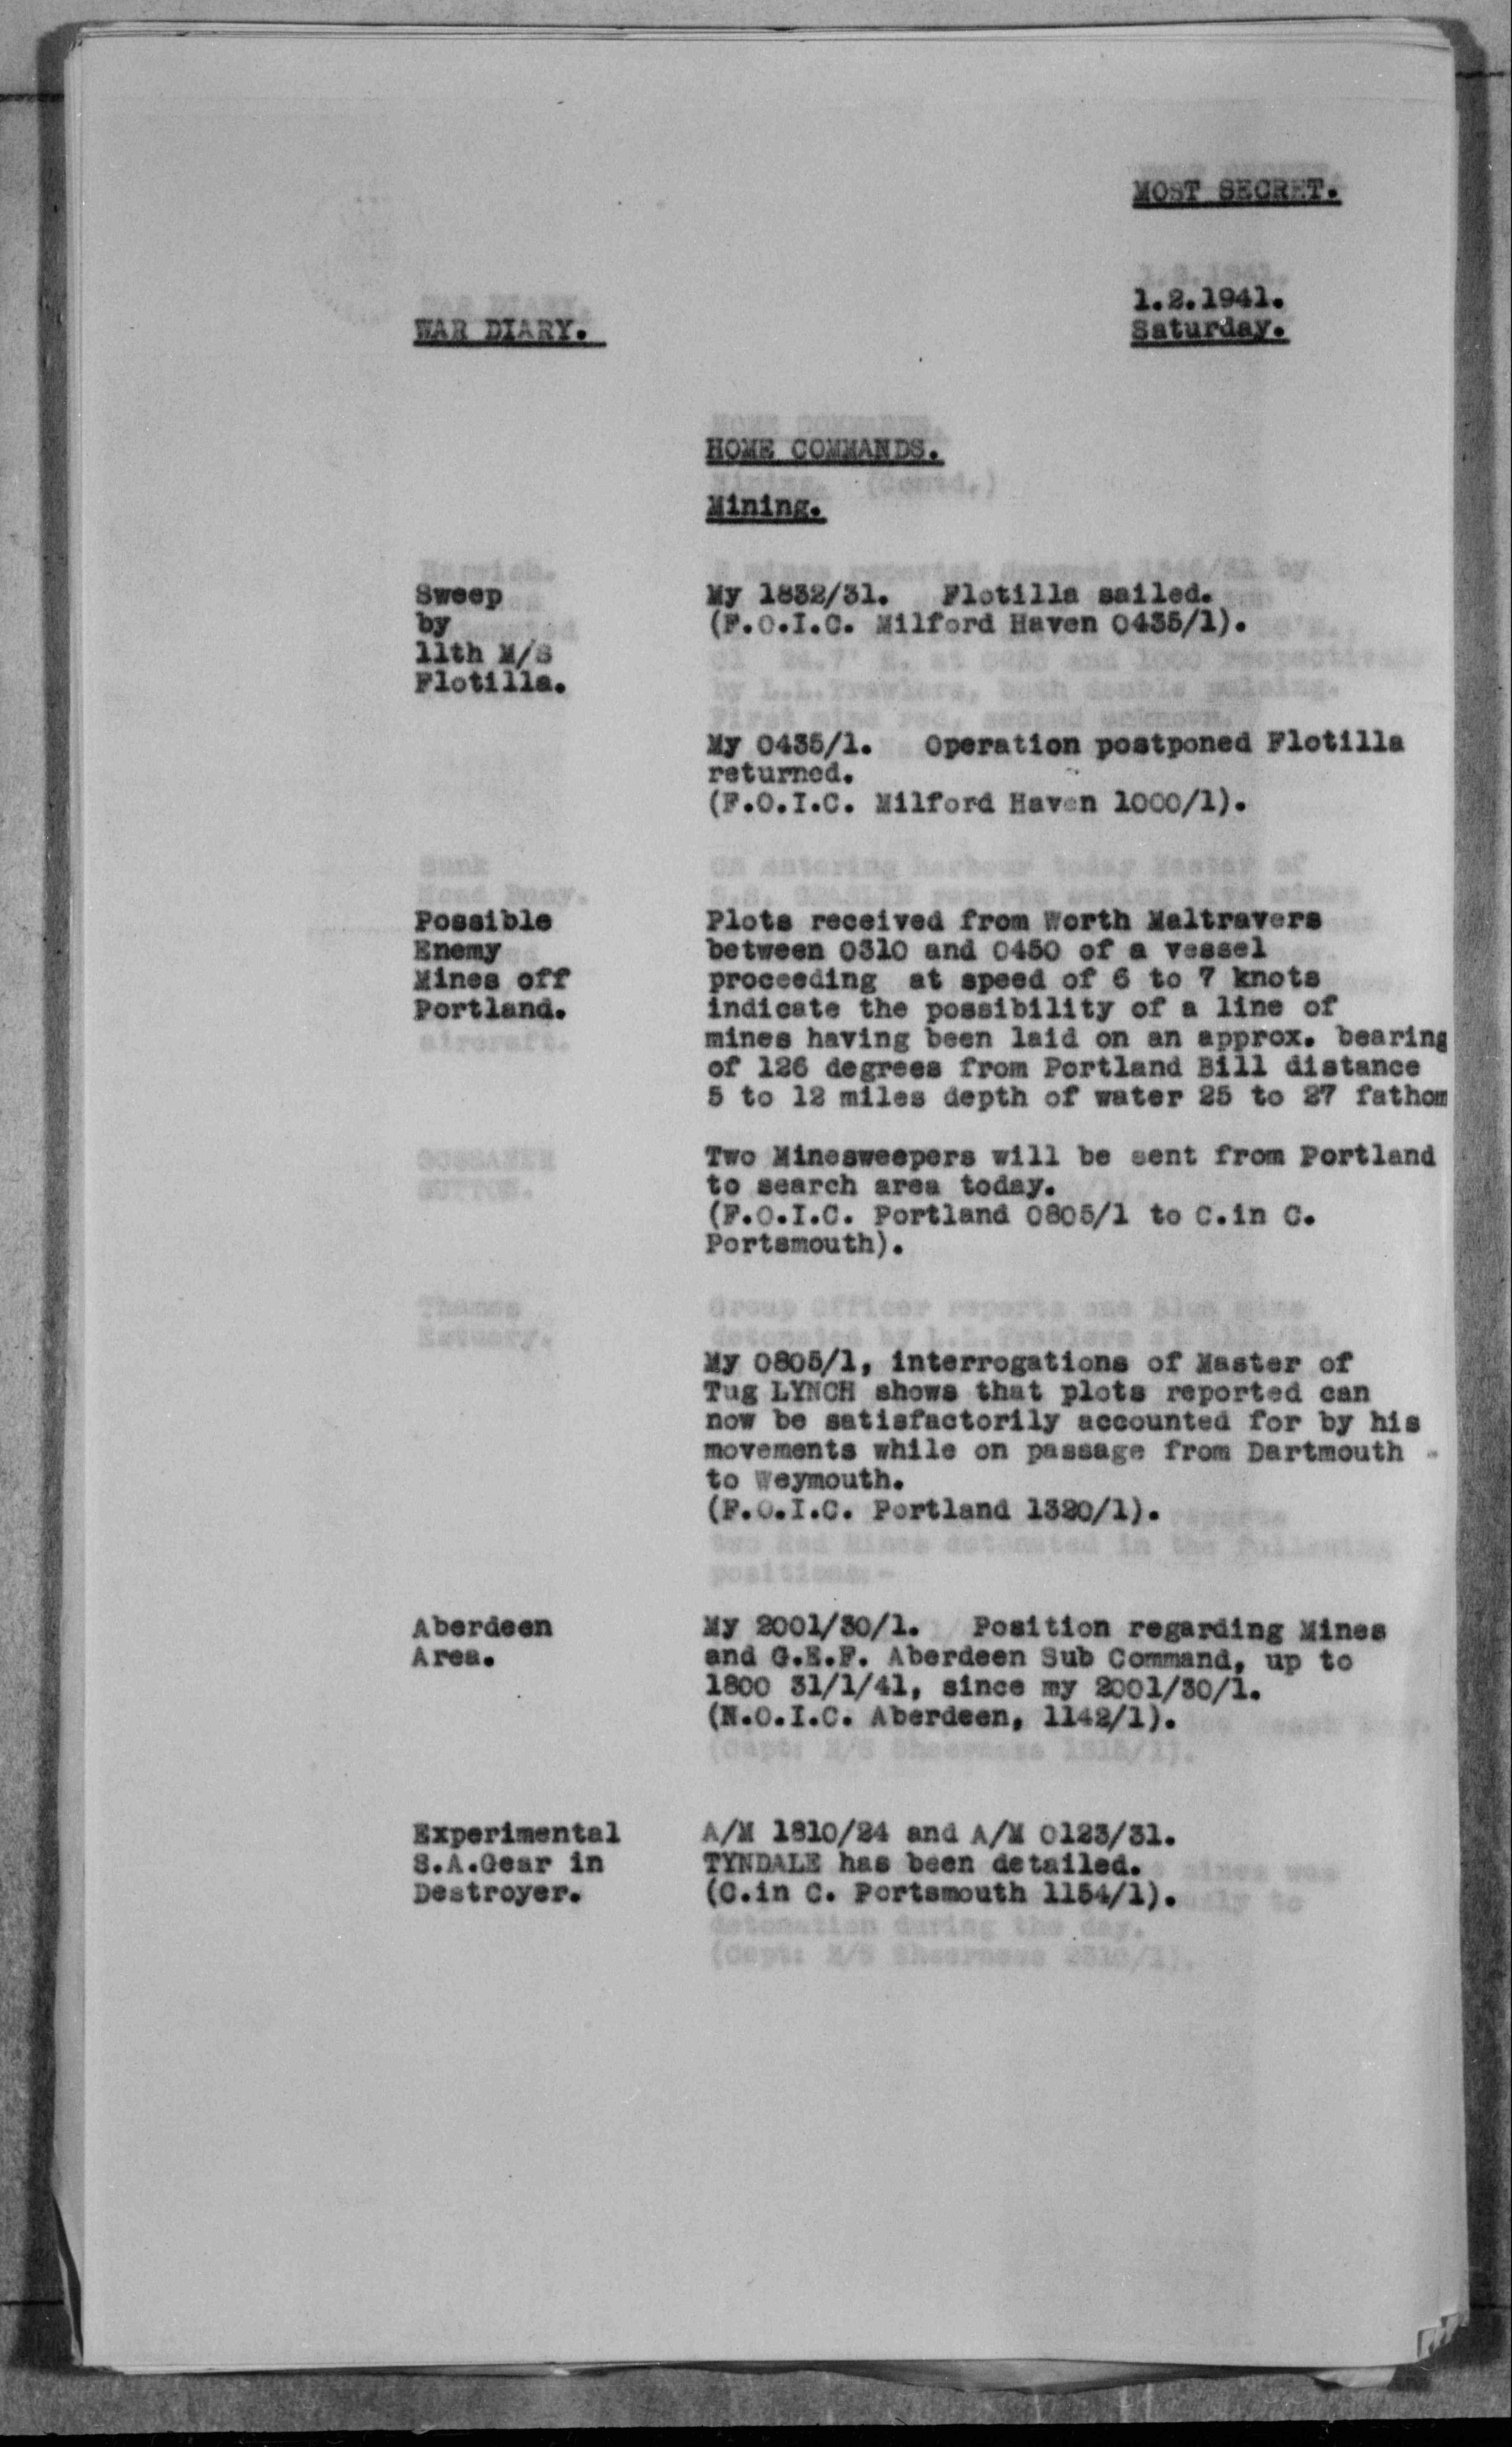 MOST SECRET.
1.2.1941.
WAR DIARY.
Saturday.
HOME COMMANDS.
Mining.
Sweep
by
11th M/S
Flotilla.
My 1832/31. Flotilla sailed.
(F.O.I.C. Milford Haven 0435/1).
My 0435/1. Operation postponed Flotilla
returned.
(F.O.I.C. Milford Haven 1000/1).
Possible
Enemy
Mines off
Portland.
Plots received from Worth Maltravers
between 0310 and 0450 of a vessel
proceeding at speed of 6 to 7 knots
indicate the possibility of a line of
mines having been laid on an approx. bearing
of 126 degrees from Portland Bill distance
5 to 12 miles depth of water 25 to 27 fathom
Two Minesweepers will be sent from Portland
to search area today.
(F.O.I.C. Portland 0805/1 to C.in C.
Portsmouth).
My 0805/1, interrogations of Master of
Tug LYNCH shows that plots reported can
now be satisfactorily accounted for by his
movements while on passage from Dartmouth -
to Weymouth.
(F.O.I.C. Portland 1320/1).
Aberdeen
Area.
My 2001/30/1. Position regarding Mines
and G.E.F. Aberdeen Sub Command, up to
1800 31/1/41, since my 2001/30/1.
(N.O.I.C. Aberdeen, 1142/1).
Experimental
S.A.Gear in
Destroyer.
A/M 1810/24 and A/M 0123/31.
TYNDALE has been detailed.
(C.in C. Portsmouth 1154/1).